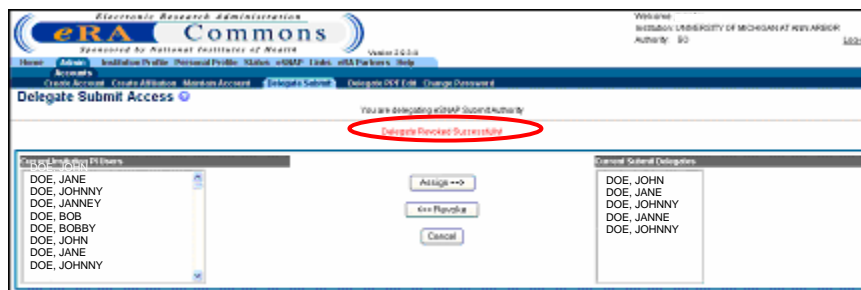 Electronic Research Administration
eRA Commons
Sponsored by National Institutes of Health
Version 2.6.3.6
Welcome
Institution: UNIVERSITY OF MICHIGAN AT ANN ARBOR
Authority: SO
Home Admin Institution Profile Personal Profile Status eSNAP Links eRA Partners Help
Accounts
Create Account Create Affiliation Maintain Account Delegate Submit Delegate PPF Edit Change Password
Delegate Submit Access
You are delegating eSNAP Submit Authority
Delegate Revoked Successfully!
Current Institution PI Users
DOE, JOHN
DOE, JANE
DOE, JOHNNY
DOE, JANNEY
DOE, BOB
DOE, BOBBY
DOE, JOHN
DOE, JANE
DOE, JOHNNY
Assign -->
<-- Revoke
Cancel
Current Submit Delegates
DOE, JOHN
DOE, JANE
DOE, JOHNNY
DOE, JANNE
DOE, JOHNNY